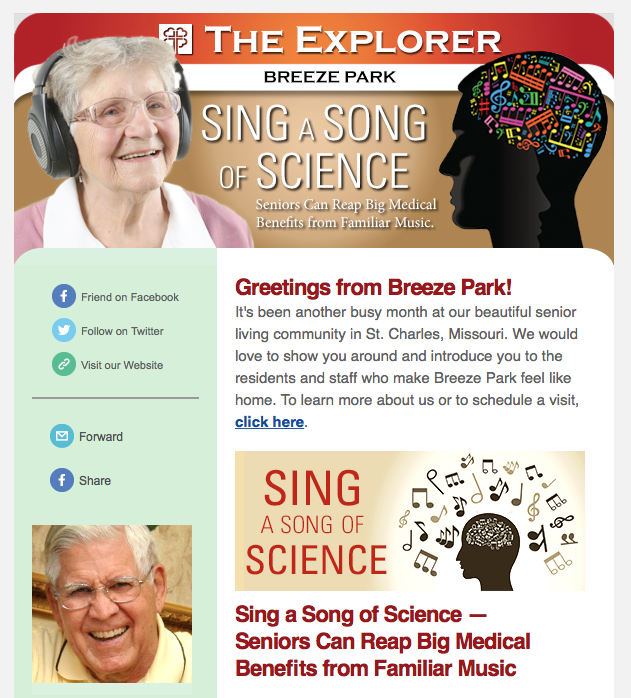 THE EXPLORER
BREEZE PARK
SING A SONG
OF SCIENCE
Seniors Can Reap Big Medical
Benefits from Familiar Music.
Friend on Facebook
Follow on Twitter
Visit our Website
Forward
Share
Greetings from Breeze Park!
It's been another busy month at our beautiful senior
living community in St. Charles, Missouri. We would
love to show you around and introduce you to the
residents and staff who make Breeze Park feel like
home. To learn more about us or to schedule a visit,
click here.
SING
A SONG OF
SCIENCE
Sing a Song of Science —
Seniors Can Reap Big Medical
Benefits from Familiar Music